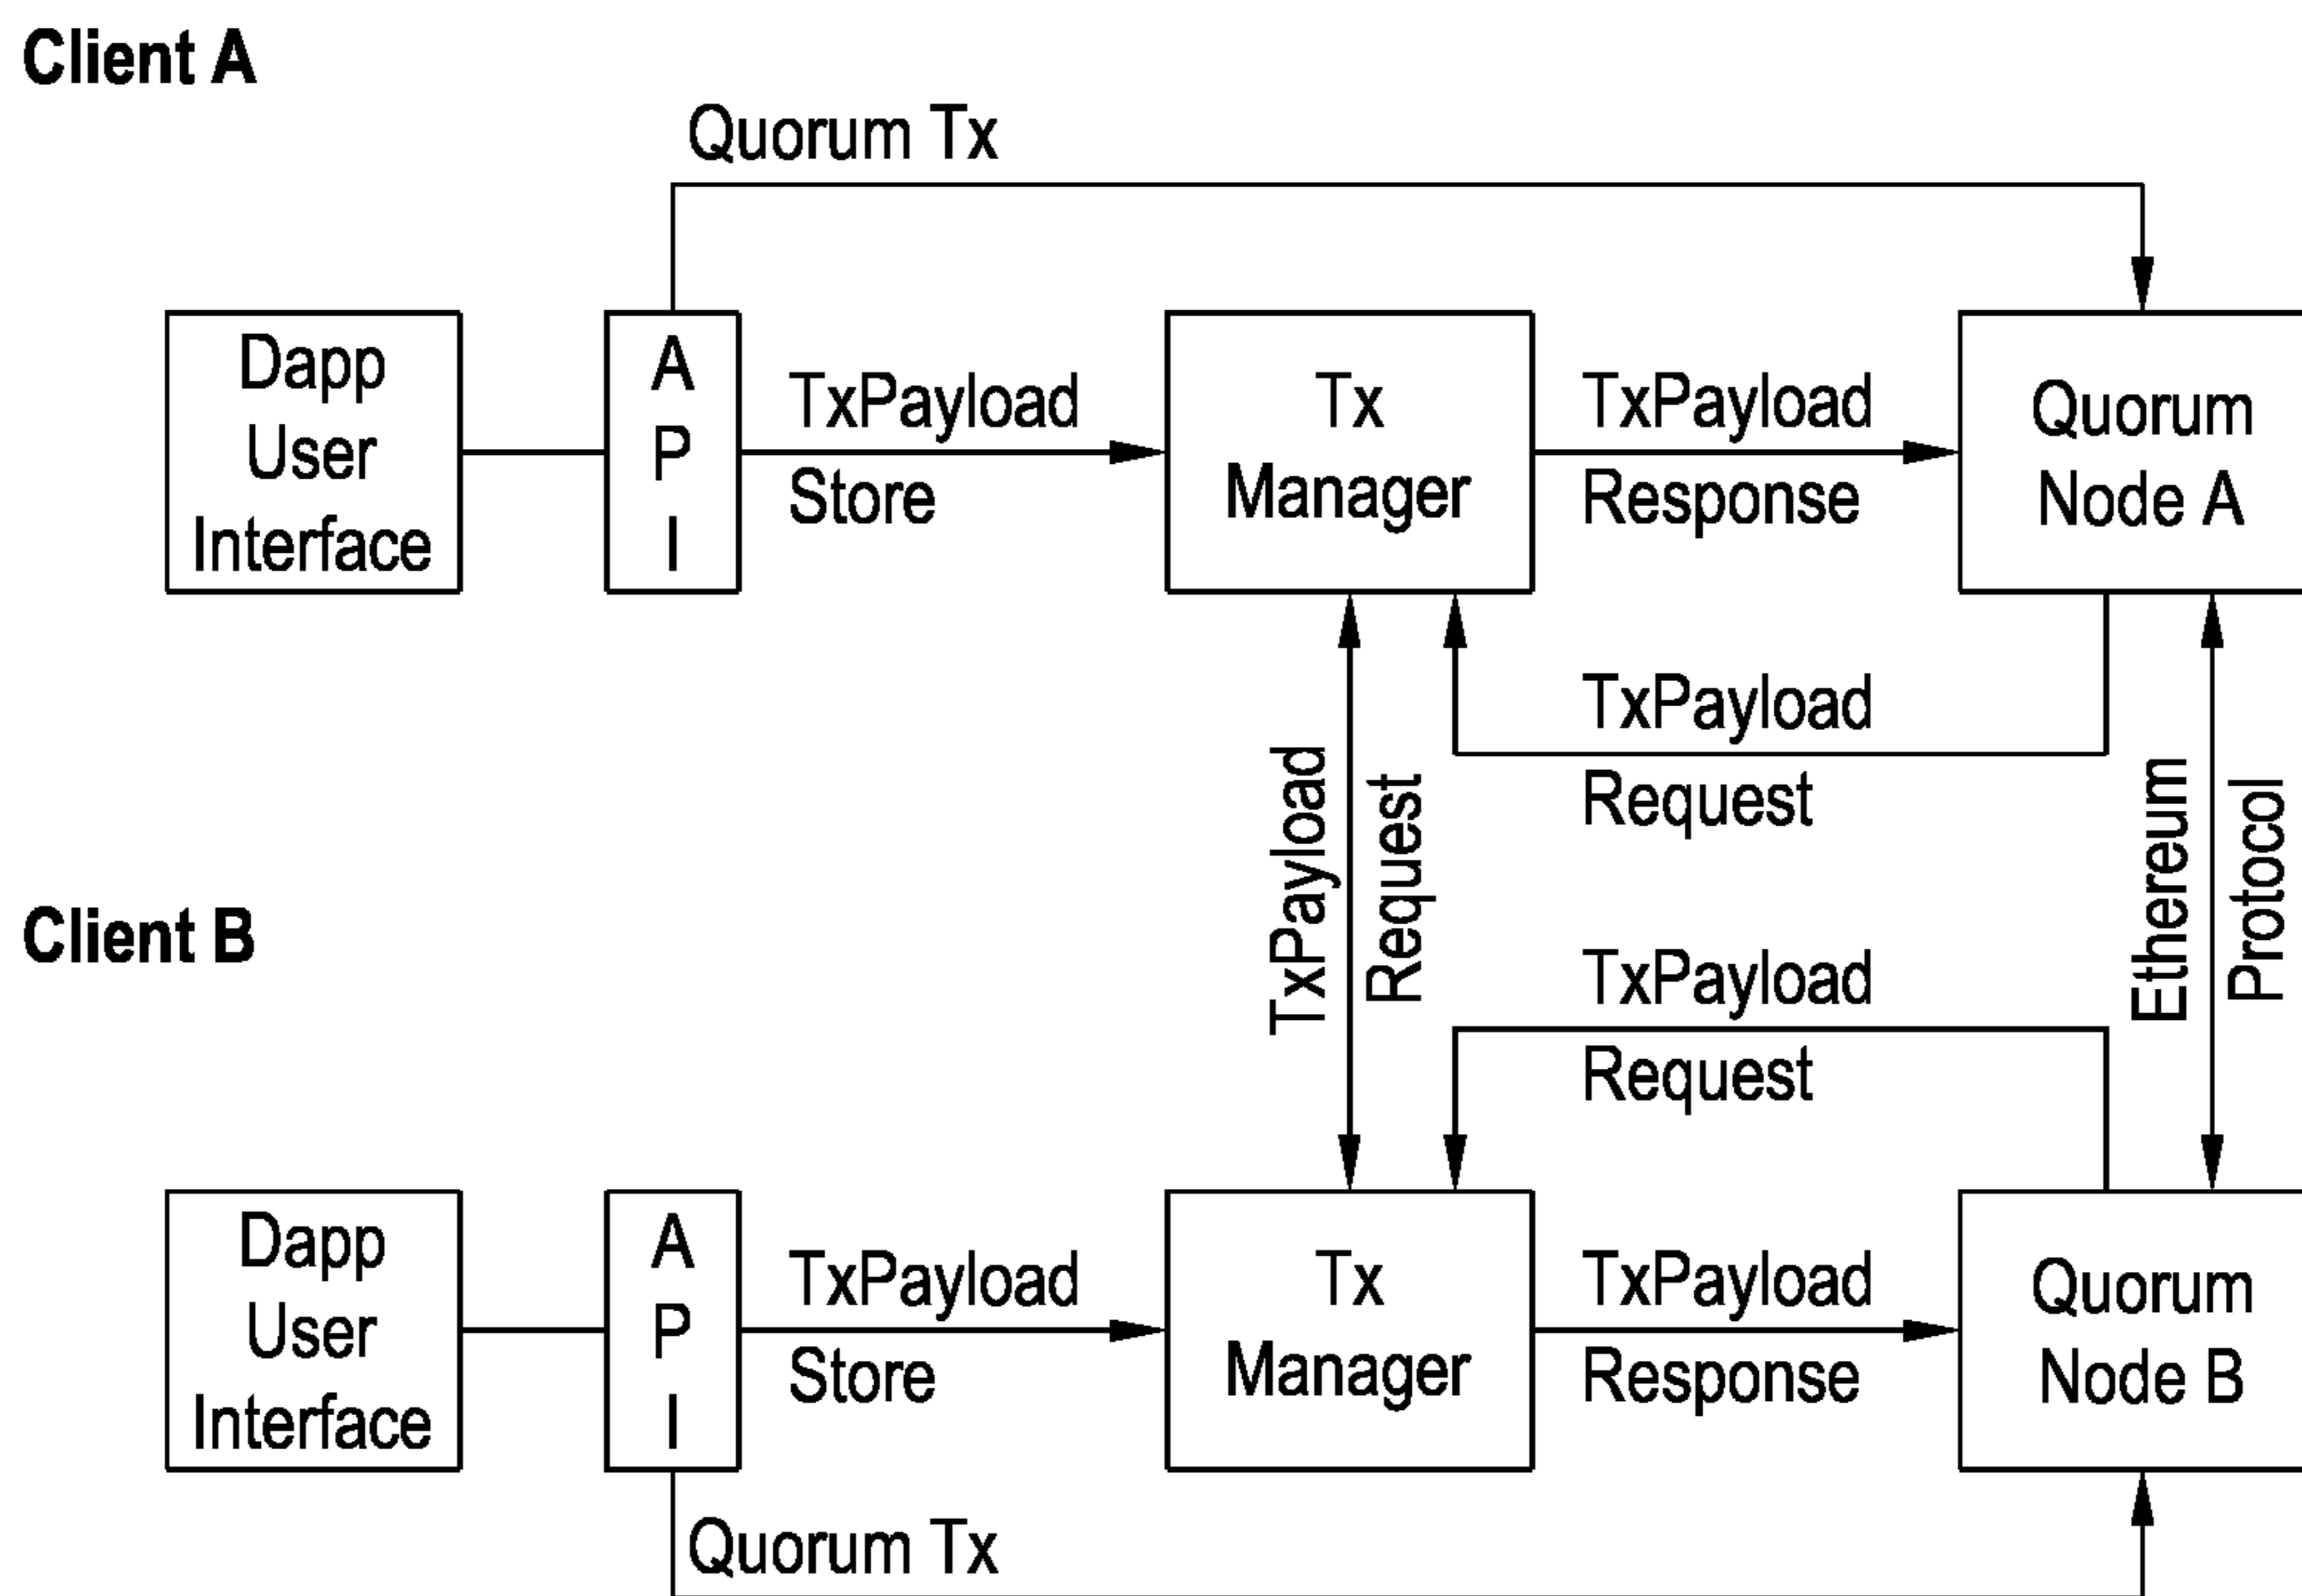 Client A
Quorum Tx
Dapp
User
Interface
A
P
I
TxPayload
Store
Tx
Manager
TxPayload
Response
Quorum
Node A
TxPayload
Request
TxPayload
Request
Ethereum
Protocol
Client B
TxPayload
Request
Dapp
User
Interface
A
P
I
TxPayload
Store
Tx
Manager
TxPayload
Response
Quorum
Node B
Quorum Tx